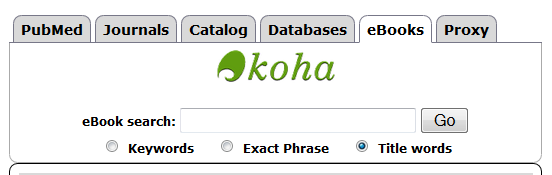 PubMed Journals Catalog Databases eBooks Proxy
koha
eBook search: Go
Keywords Exact Phrase Title words